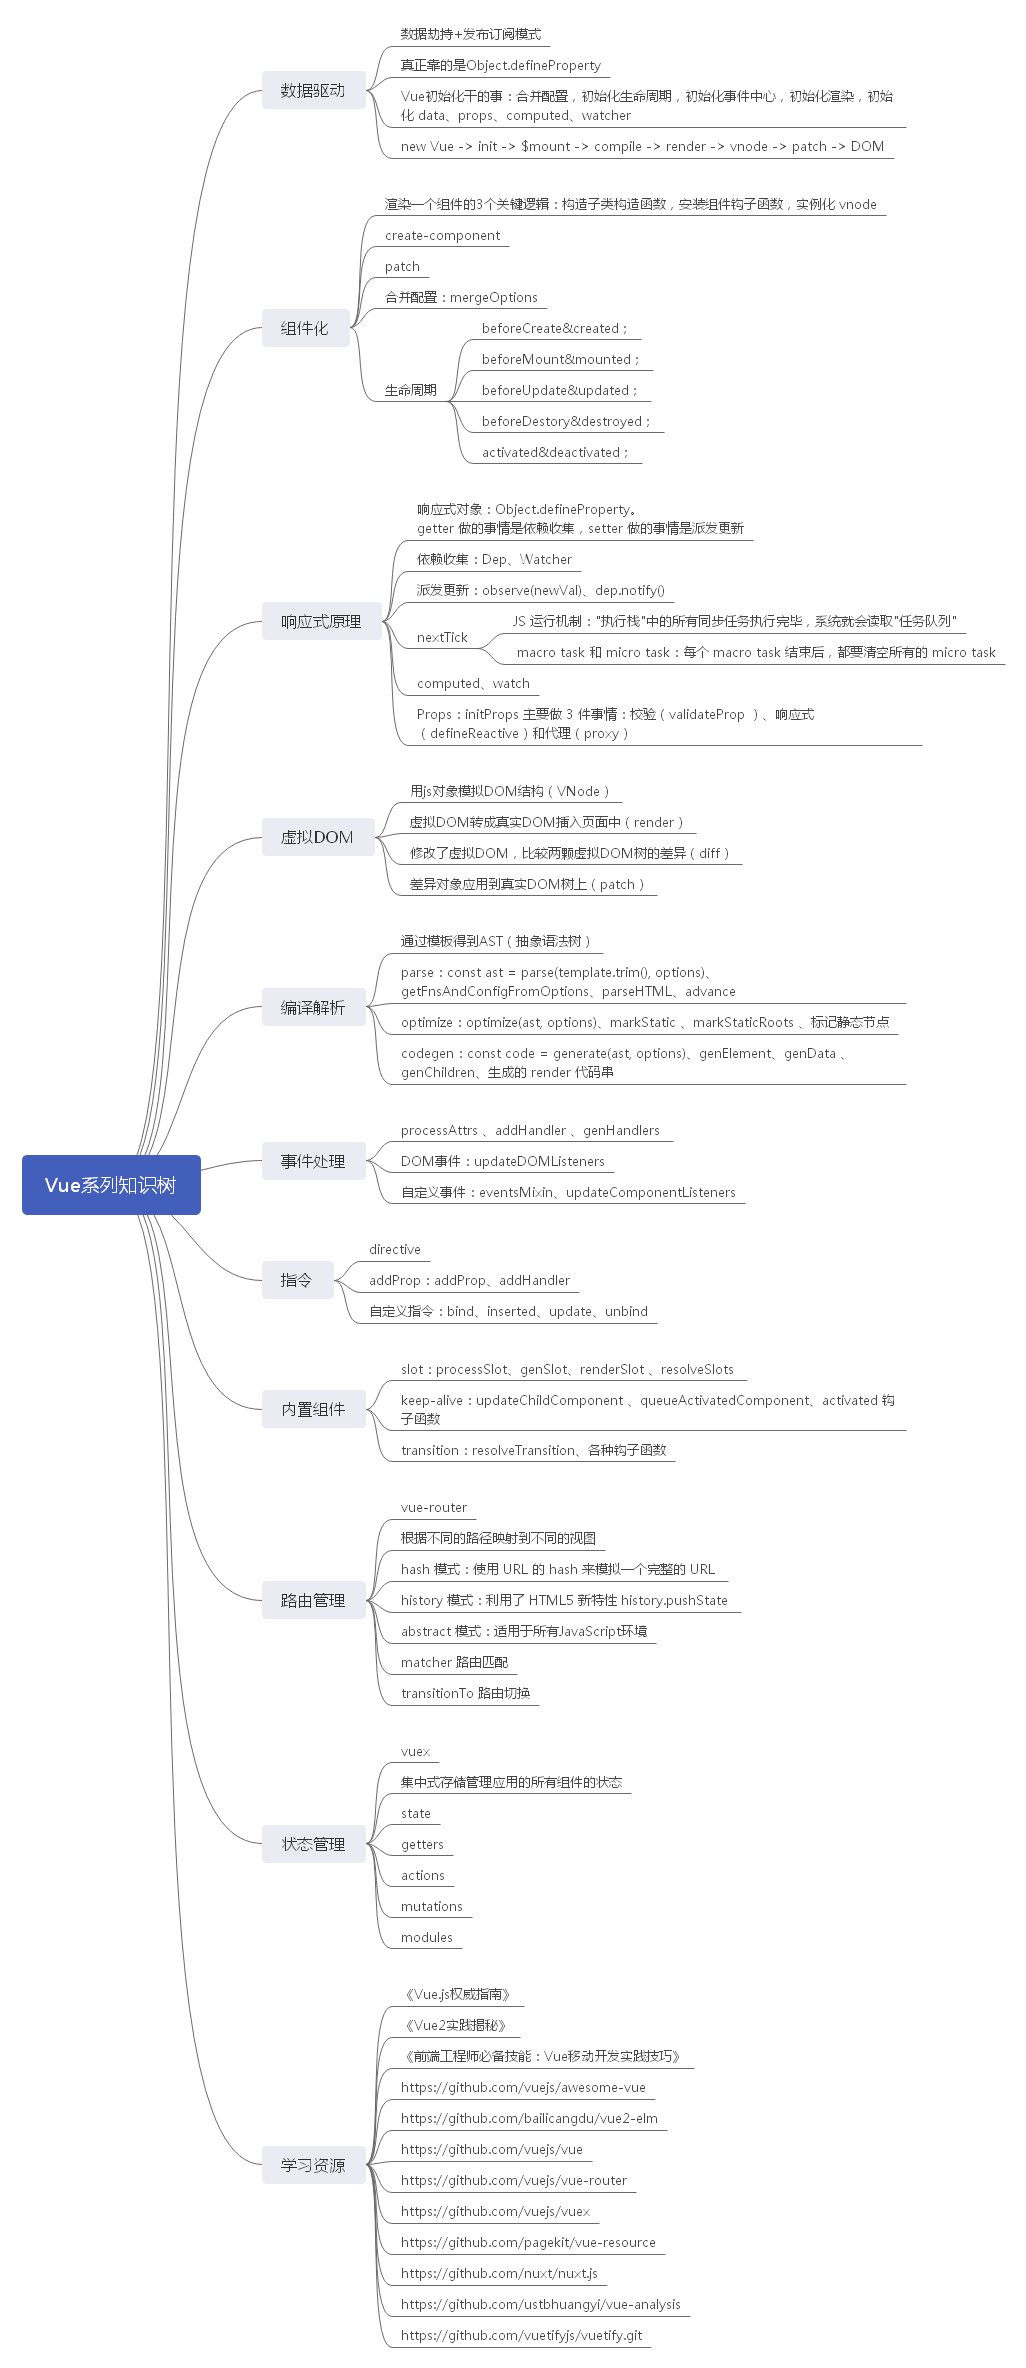 Vue系列知识树
数据驱动
数据劫持+发布订阅模式
真正靠的是Object.defineProperty
Vue初始化干的事：合并配置，初始化生命周期，初始化事件中心，初始化渲染，初始
化 data、props、computed、watcher
new Vue -> init -> $mount -> compile -> render -> vnode -> patch -> DOM
组件化
渲染一个组件的3个关键逻辑：构造子类构造函数，安装组件钩子函数，实例化 vnode
create-component
patch
合并配置：mergeOptions
生命周期
beforeCreate&created；
beforeMount&mounted；
beforeUpdate&updated；
beforeDestory&destroyed；
activated&deactivated；
响应式原理
响应式对象：Object.defineProperty。
getter 做的事情是依赖收集，setter 做的事情是派发更新
依赖收集：Dep、Watcher
派发更新：observe(newVal)、dep.notify()
nextTick
JS 运行机制："执行栈"中的所有同步任务执行完毕，系统就会读取"任务队列"
macro task 和 micro task：每个 macro task 结束后，都要清空所有的 micro task
computed、watch
Props：initProps 主要做 3 件事情：校验（validateProp ）、响应式
（defineReactive）和代理（proxy）
虚拟DOM
用js对象模拟DOM结构（VNode）
虚拟DOM转成真实DOM插入页面中（render）
修改了虚拟DOM，比较两颗虚拟DOM树的差异（diff）
差异对象应用到真实DOM树上（patch）
编译解析
通过模板得到AST（抽象语法树）
parse：const ast = parse(template.trim(), options)、
getFnsAndConfigFromOptions、parseHTML、advance
optimize：optimize(ast, options)、markStatic 、markStaticRoots 、标记静态节点
codegen：const code = generate(ast, options)、genElement、genData 、
genChildren、生成的 render 代码串
事件处理
processAttrs 、addHandler 、genHandlers
DOM事件：updateDOMListeners
自定义事件：eventsMixin、updateComponentListeners
指令
directive
addProp：addProp、addHandler
自定义指令：bind、inserted、update、unbind
内置组件
slot：processSlot、genSlot、renderSlot 、resolveSlots
keep-alive：updateChildComponent 、queueActivatedComponent、activated 钩
子函数
transition：resolveTransition、各种钩子函数
路由管理
vue-router
根据不同的路径映射到不同的视图
hash 模式：使用 URL 的 hash 来模拟一个完整的 URL
history 模式：利用了 HTML5 新特性 history.pushState
abstract 模式：适用于所有JavaScript环境
matcher 路由匹配
transitionTo 路由切换
状态管理
vuex
集中式存储管理应用的所有组件的状态
state
getters
actions
mutations
modules
学习资源
《Vue.js权威指南》
《Vue2实践揭秘》
《前端工程师必备技能：Vue移动开发实践技巧》
https://github.com/vuejs/awesome-vue
https://github.com/bailicangdu/vue2-elm
https://github.com/vuejs/vue
https://github.com/vuejs/vue-router
https://github.com/vuejs/vuex
https://github.com/pagekit/vue-resource
https://github.com/nuxt/nuxt.js
https://github.com/ustbhuangyi/vue-analysis
https://github.com/vuetifyjs/vuetify.git